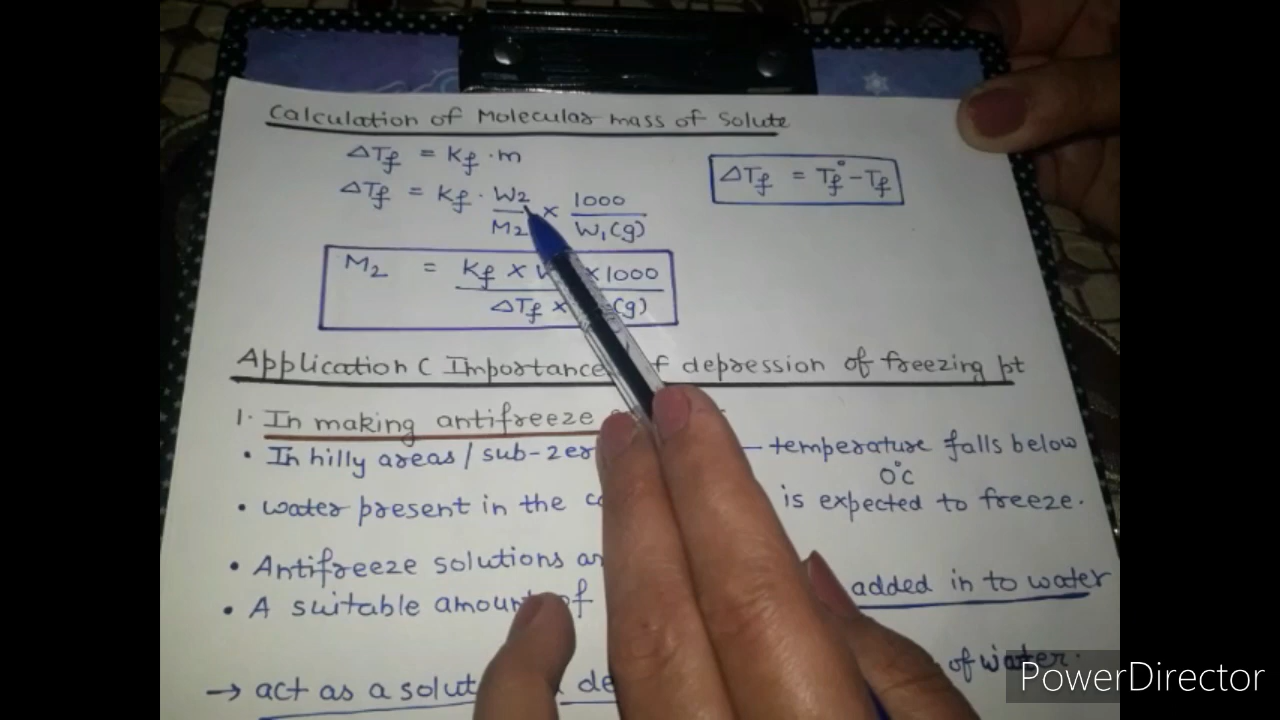 Calculation of Molecular mass of Solute
ΔTf = Kf · m
ΔTf = Tf° - Tf
ΔTf = Kf · W2/M2 × 1000/W1(g)
M2 = Kf × W × 1000 / ΔTf × (g)
Application ( Importance of depression of freezing pt
1. In making antifreeze
• In hilly areas / sub-zer — temperature falls below
0°C
• water present in the is expected to freeze.
• Antifreeze solutions
• A suitable amount of added in to water
of water.
→ act as a solut
PowerDirector